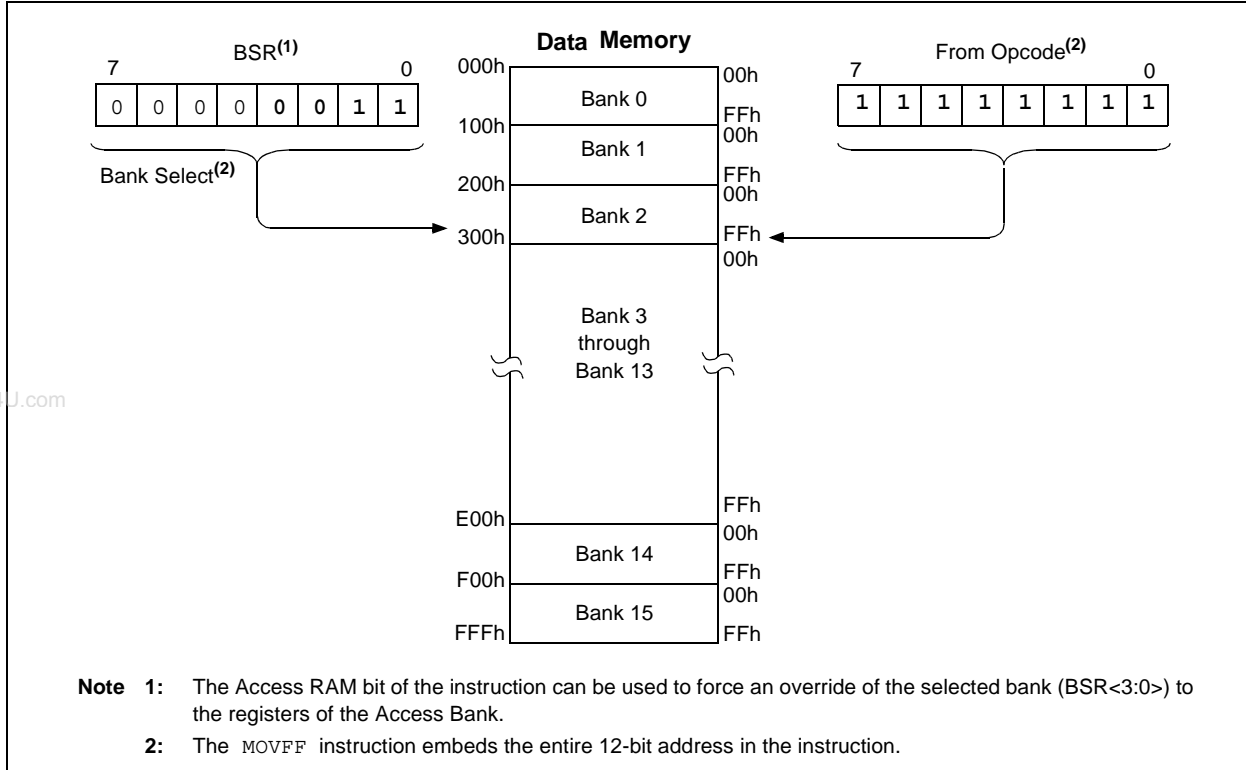 Data Memory
BSR(1)
7 0
0 0 0 0 0 0 1 1
Bank Select(2)
From Opcode(2)
7 0
1 1 1 1 1 1 1 1
000h Bank 0 00h
FFh
100h Bank 1 00h
FFh
200h Bank 2 00h
FFh
300h 00h
Bank 3
through
Bank 13
FFh
E00h Bank 14 00h
FFh
F00h Bank 15 00h
FFFh FFh
U.com
Note 1: The Access RAM bit of the instruction can be used to force an override of the selected bank (BSR<3:0>) to
the registers of the Access Bank.
2: The MOVFF instruction embeds the entire 12-bit address in the instruction.